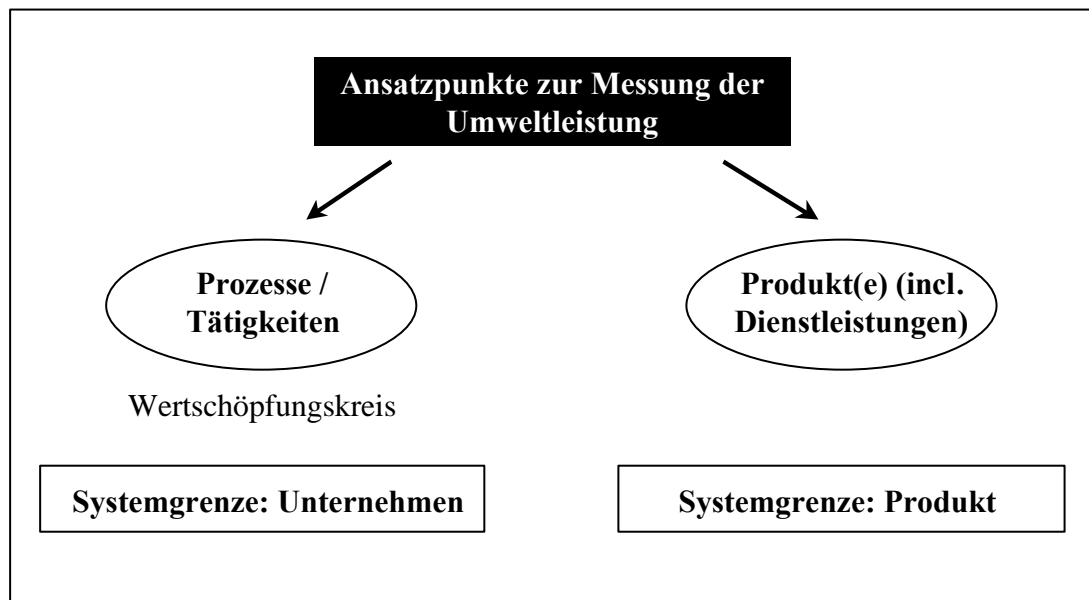 Ansatzpunkte zur Messung der
Umweltleistung
Prozesse /
Tätigkeiten
Produkt(e) (incl.
Dienstleistungen)
Wertschöpfungskreis
Systemgrenze: Unternehmen
Systemgrenze: Produkt